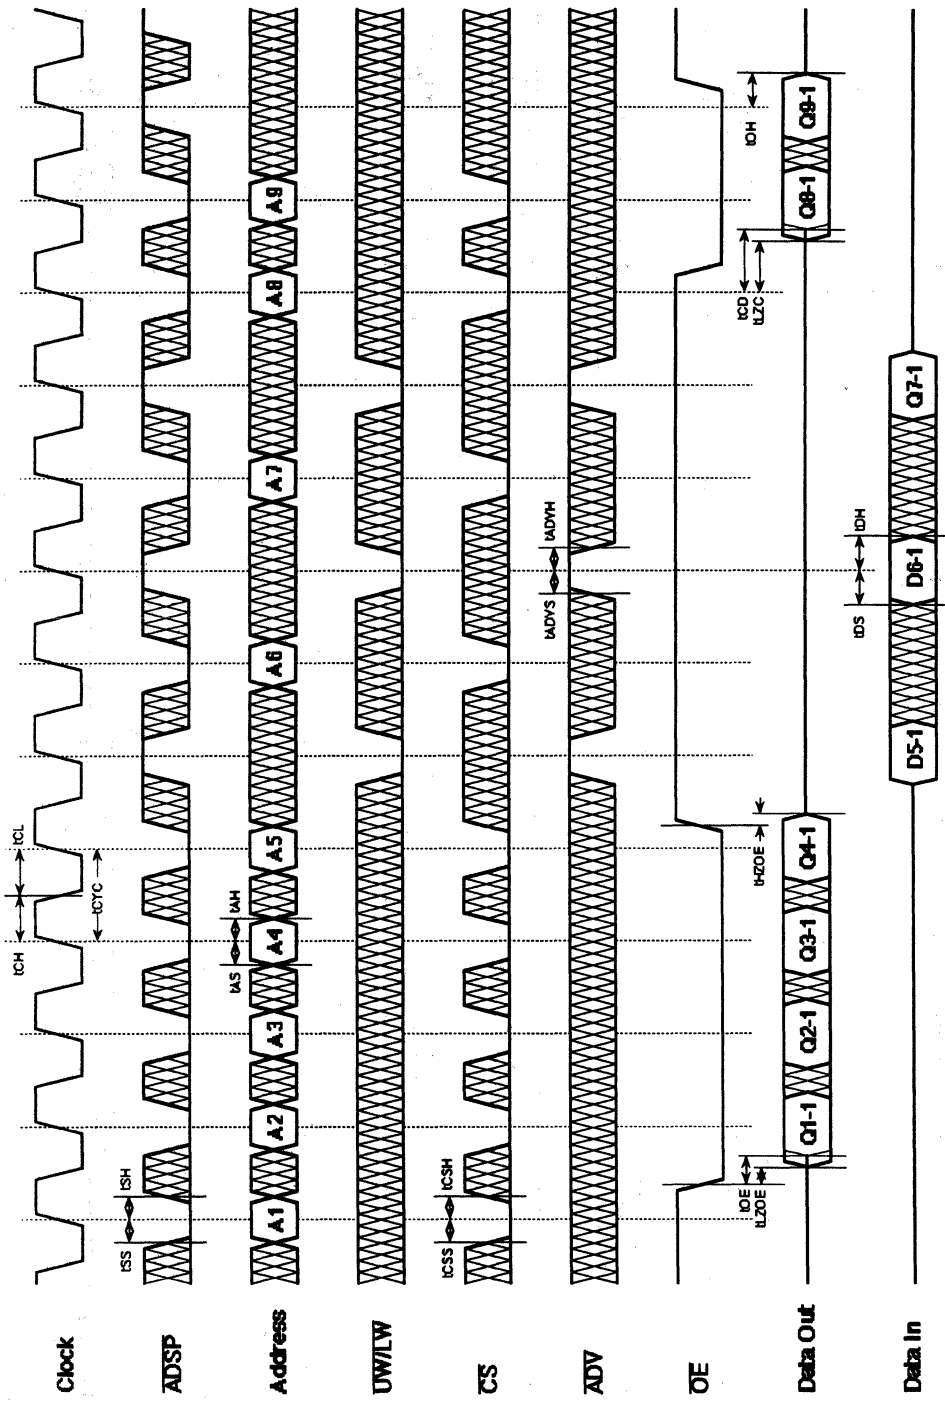 tCH tCL
tCYC
Clock
tSS tSH
ADSP
tAS tAH
Address A1 A2 A3 A4 A5 A6 A7 A8 A9
UW/LW
tCSS tCSH
CS
tADYS tADYH
ADV
OE
tOE tCD tOH
tLZOE tHZOE tLZC
Data Out Q1-1 Q2-1 Q3-1 Q4-1 Q8-1 Q9-1
tDS tDH
Data In D5-1 D6-1 Q7-1